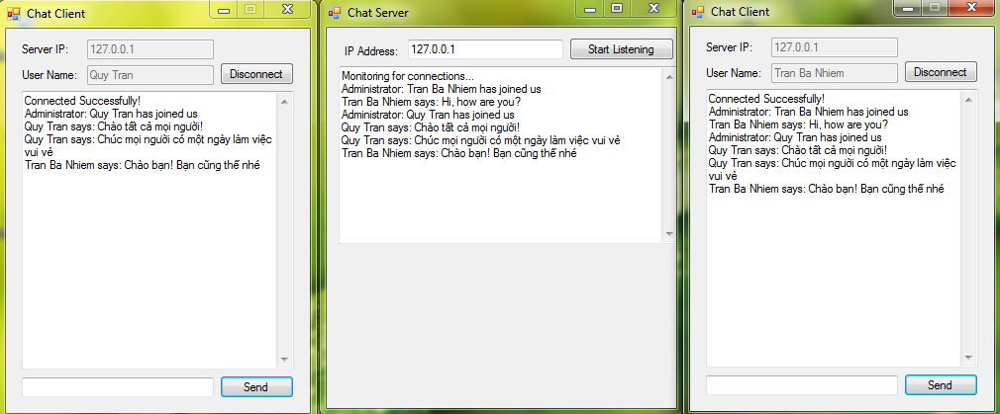 Chat Client
Server IP: 127.0.0.1
User Name: Quy Tran Disconnect
Connected Successfully!
Administrator: Quy Tran has joined us
Quy Tran says: Chào tất cả mọi người!
Quy Tran says: Chúc mọi người có một ngày làm việc
vui vẻ
Tran Ba Nhiem says: Chào bạn! Bạn cũng thế nhé
Send
Chat Server
IP Address: 127.0.0.1 Start Listening
Monitoring for connections...
Administrator: Tran Ba Nhiem has joined us
Tran Ba Nhiem says: Hi, how are you?
Administrator: Quy Tran has joined us
Quy Tran says: Chào tất cả mọi người!
Quy Tran says: Chúc mọi người có một ngày làm việc vui vẻ
Tran Ba Nhiem says: Chào bạn! Bạn cũng thế nhé
Chat Client
Server IP: 127.0.0.1
User Name: Tran Ba Nhiem Disconnect
Connected Successfully!
Administrator: Tran Ba Nhiem has joined us
Tran Ba Nhiem says: Hi, how are you?
Administrator: Quy Tran has joined us
Quy Tran says: Chào tất cả mọi người!
Quy Tran says: Chúc mọi người có một ngày làm việc
vui vẻ
Tran Ba Nhiem says: Chào bạn! Bạn cũng thế nhé
Send